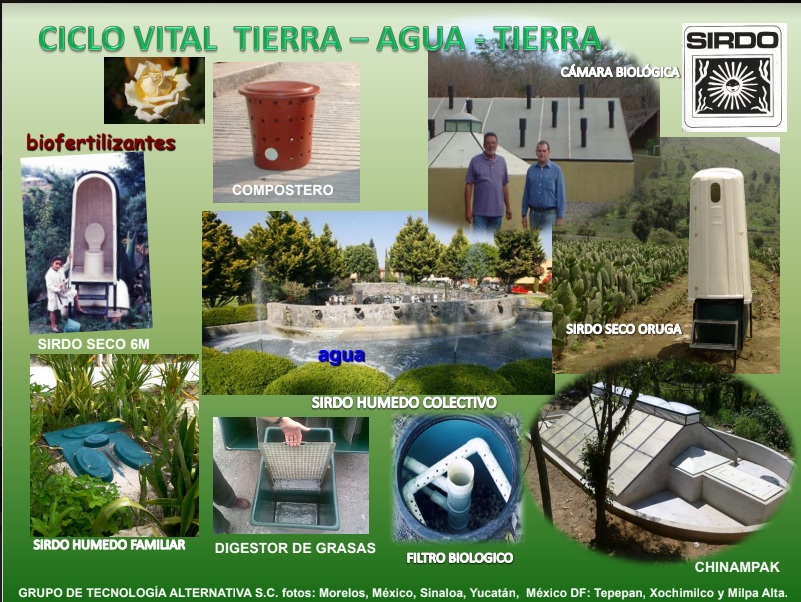 CICLO VITAL TIERRA – AGUA - TIERRA
SIRDO
CÁMARA BIOLÓGICA
biofertilizantes
COMPOSTERO
SIRDO SECO ORUGA
SIRDO SECO 6M
agua
SIRDO HUMEDO COLECTIVO
SIRDO HUMEDO FAMILIAR
DIGESTOR DE GRASAS
FILTRO BIOLOGICO
CHINAMPAK
GRUPO DE TECNOLOGÍA ALTERNATIVA S.C. fotos: Morelos, México, Sinaloa, Yucatán, México DF: Tepepan, Xochimilco y Milpa Alta.